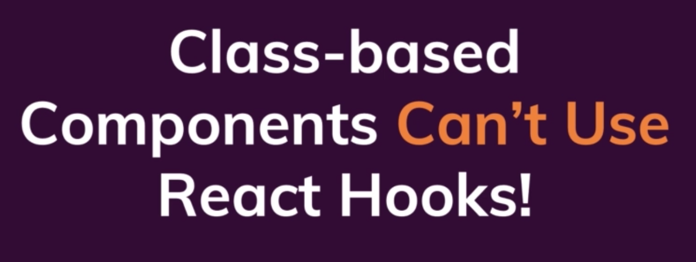 Class-based
Components Can’t Use
React Hooks!